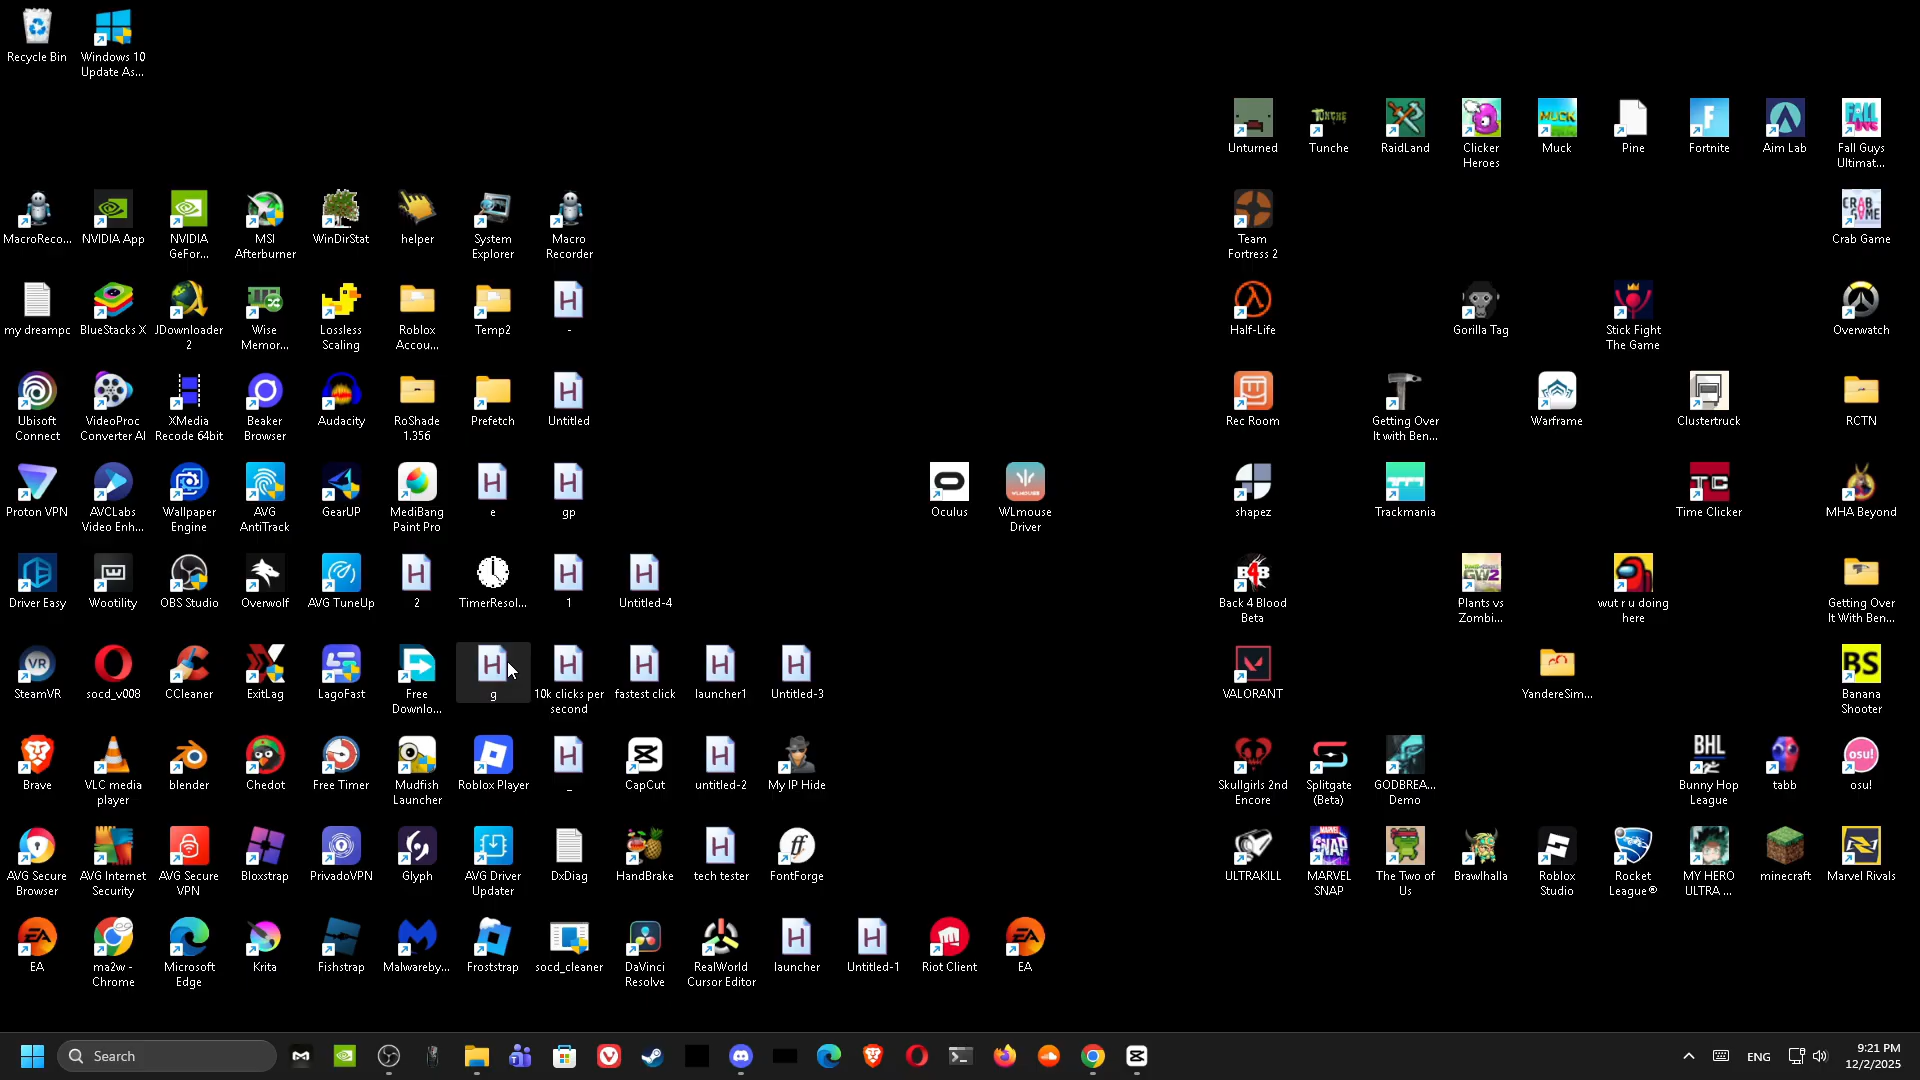 Recycle Bin
Windows 10
Update As...
Unturned
Tunche
RaidLand
Clicker
Heroes
Muck
Pine
Fortnite
Aim Lab
Fall Guys
Ultimat...
MacroReco...
NVIDIA App
NVIDIA
GeFor...
MSI
Afterburner
WinDirStat
helper
System
Explorer
Macro
Recorder
Team
Fortress 2
Crab Game
my dreampc
BlueStacks X
JDownloader
2
Wise
Memor...
Lossless
Scaling
Roblox
Accou...
Temp2
-
Half-Life
Gorilla Tag
Stick Fight
The Game
Overwatch
Ubisoft
Connect
VideoProc
Converter AI
XMedia
Recode 64bit
Beaker
Browser
Audacity
RoShade
1.356
Prefetch
Untitled
Rec Room
Getting Over
It with Ben...
Warframe
Clustertruck
RCTN
Proton VPN
AVCLabs
Video Enh...
Wallpaper
Engine
AVG
AntiTrack
GearUP
MediBang
Paint Pro
e
gp
Oculus
WLmouse
Driver
shapez
Trackmania
Time Clicker
MHA Beyond
Driver Easy
Wootility
OBS Studio
Overwolf
AVG TuneUp
2
TimerResol...
1
Untitled-4
Back 4 Blood
Beta
Plants vs
Zombi...
wut r u doing
here
Getting Over
It With Ben...
SteamVR
socd_v008
CCleaner
ExitLag
LagoFast
Free
Downlo...
g
10k clicks per
second
fastest click
launcher1
Untitled-3
VALORANT
YandereSim...
Banana
Shooter
Brave
VLC media
player
blender
Chedot
Free Timer
Mudfish
Launcher
Roblox Player
_
CapCut
untitled-2
My IP Hide
Skullgirls 2nd
Encore
Splitgate
(Beta)
GODBREA...
Demo
Bunny Hop
League
tabb
osu!
AVG Secure
Browser
AVG Internet
Security
AVG Secure
VPN
Bloxstrap
PrivadoVPN
Glyph
AVG Driver
Updater
DxDiag
HandBrake
tech tester
FontForge
ULTRAKILL
MARVEL
SNAP
The Two of
Us
Brawlhalla
Roblox
Studio
Rocket
League®
MY HERO
ULTRA ...
minecraft
Marvel Rivals
EA
ma2w -
Chrome
Microsoft
Edge
Krita
Fishstrap
Malwareby...
Froststrap
socd_cleaner
DaVinci
Resolve
RealWorld
Cursor Editor
launcher
Untitled-1
Riot Client
EA
Search
ENG
9:21 PM
12/2/2025